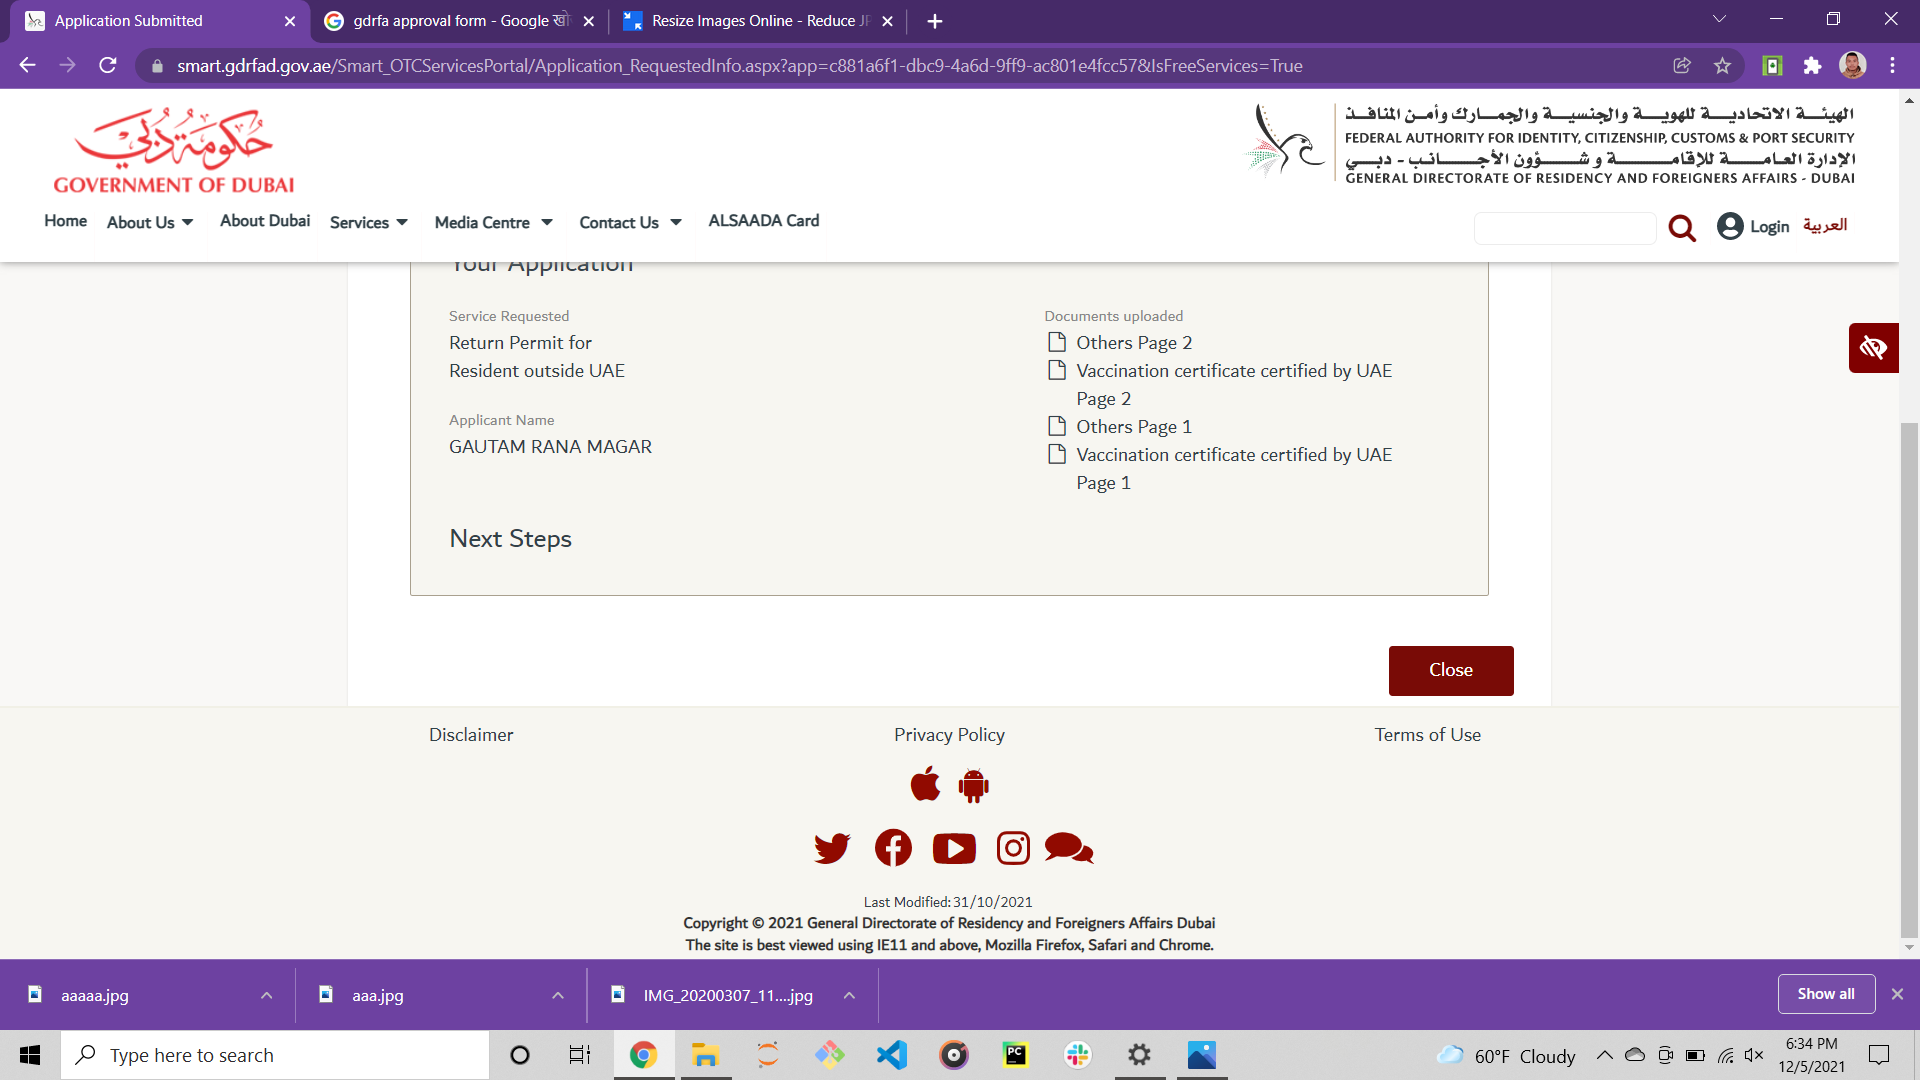 Application Submitted
gdrfa approval form - Google खो
Resize Images Online - Reduce JP
smart.gdrfad.gov.ae/Smart_OTCServicesPortal/Application_RequestedInfo.aspx?app=c881a6f1-dbc9-4a6d-9ff9-ac801e4fcc57&IsFreeServices=True
حكومة دبي
GOVERNMENT OF DUBAI
الهيئة الاتحادية للهوية والجنسية والجمارك وأمن المنافذ
FEDERAL AUTHORITY FOR IDENTITY, CITIZENSHIP, CUSTOMS & PORT SECURITY
الإدارة العامة للإقامة وشؤون الأجانب - دبي
GENERAL DIRECTORATE OF RESIDENCY AND FOREIGNERS AFFAIRS - DUBAI
Home
About Us
About Dubai
Services
Media Centre
Contact Us
ALSAADA Card
Login
العربية
Your Application
Service Requested
Return Permit for
Resident outside UAE
Applicant Name
GAUTAM RANA MAGAR
Documents uploaded
Others Page 2
Vaccination certificate certified by UAE
Page 2
Others Page 1
Vaccination certificate certified by UAE
Page 1
Next Steps
Close
Disclaimer
Privacy Policy
Terms of Use
Last Modified: 31/10/2021
Copyright © 2021 General Directorate of Residency and Foreigners Affairs Dubai
The site is best viewed using IE11 and above, Mozilla Firefox, Safari and Chrome.
aaaaa.jpg
aaa.jpg
IMG_20200307_11....jpg
Show all
Type here to search
PC
60°F Cloudy
6:34 PM
12/5/2021